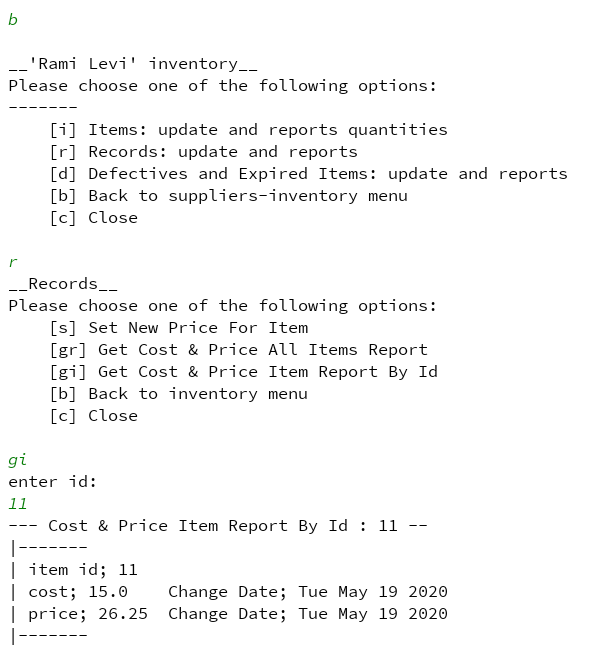 b
__'Rami Levi' inventory__
Please choose one of the following options:
-------
    [i] Items: update and reports quantities
    [r] Records: update and reports
    [d] Defectives and Expired Items: update and reports
    [b] Back to suppliers-inventory menu
    [c] Close
r
__Records__
Please choose one of the following options:
    [s] Set New Price For Item
    [gr] Get Cost & Price All Items Report
    [gi] Get Cost & Price Item Report By Id
    [b] Back to inventory menu
    [c] Close
gi
enter id:
11
--- Cost & Price Item Report By Id : 11 --
|-------
| item id; 11
| cost; 15.0    Change Date; Tue May 19 2020
| price; 26.25  Change Date; Tue May 19 2020
|-------